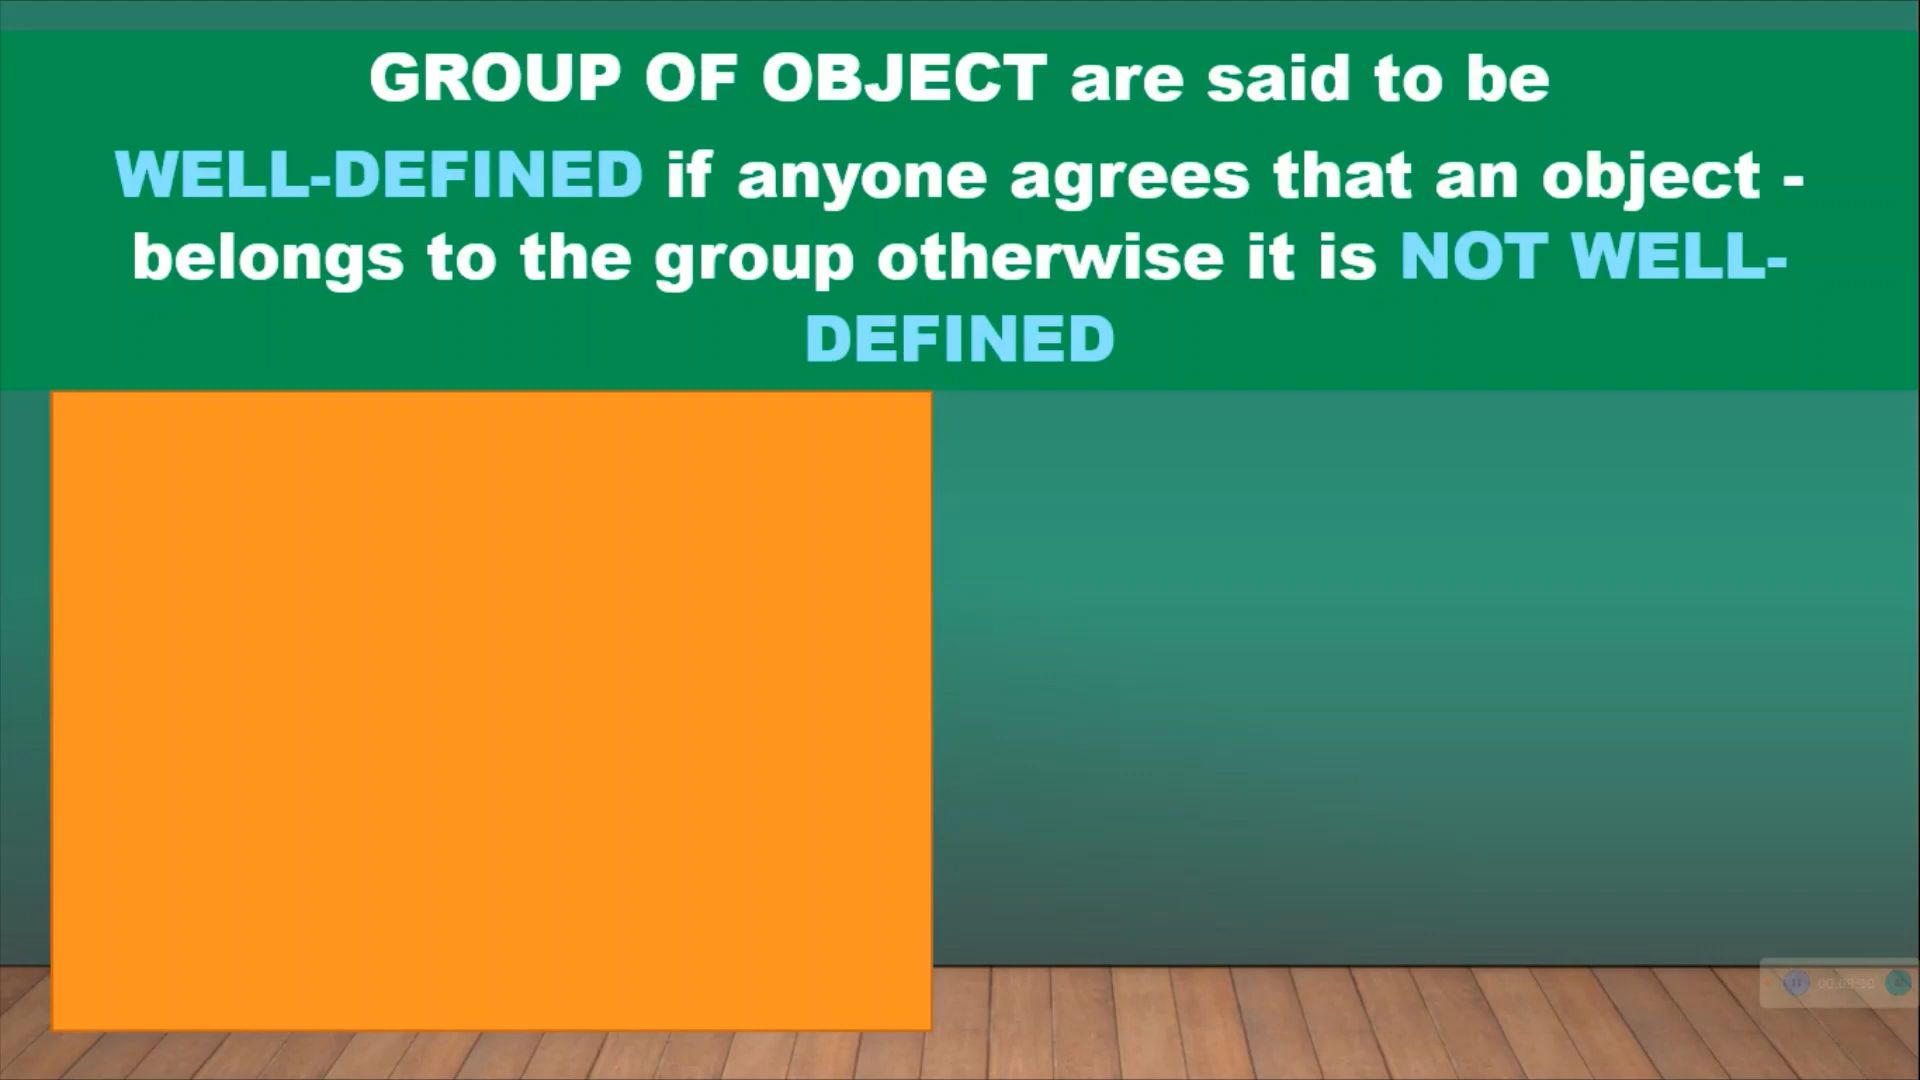 GROUP OF OBJECT are said to be
WELL-DEFINED if anyone agrees that an object -
belongs to the group otherwise it is NOT WELL-
DEFINED